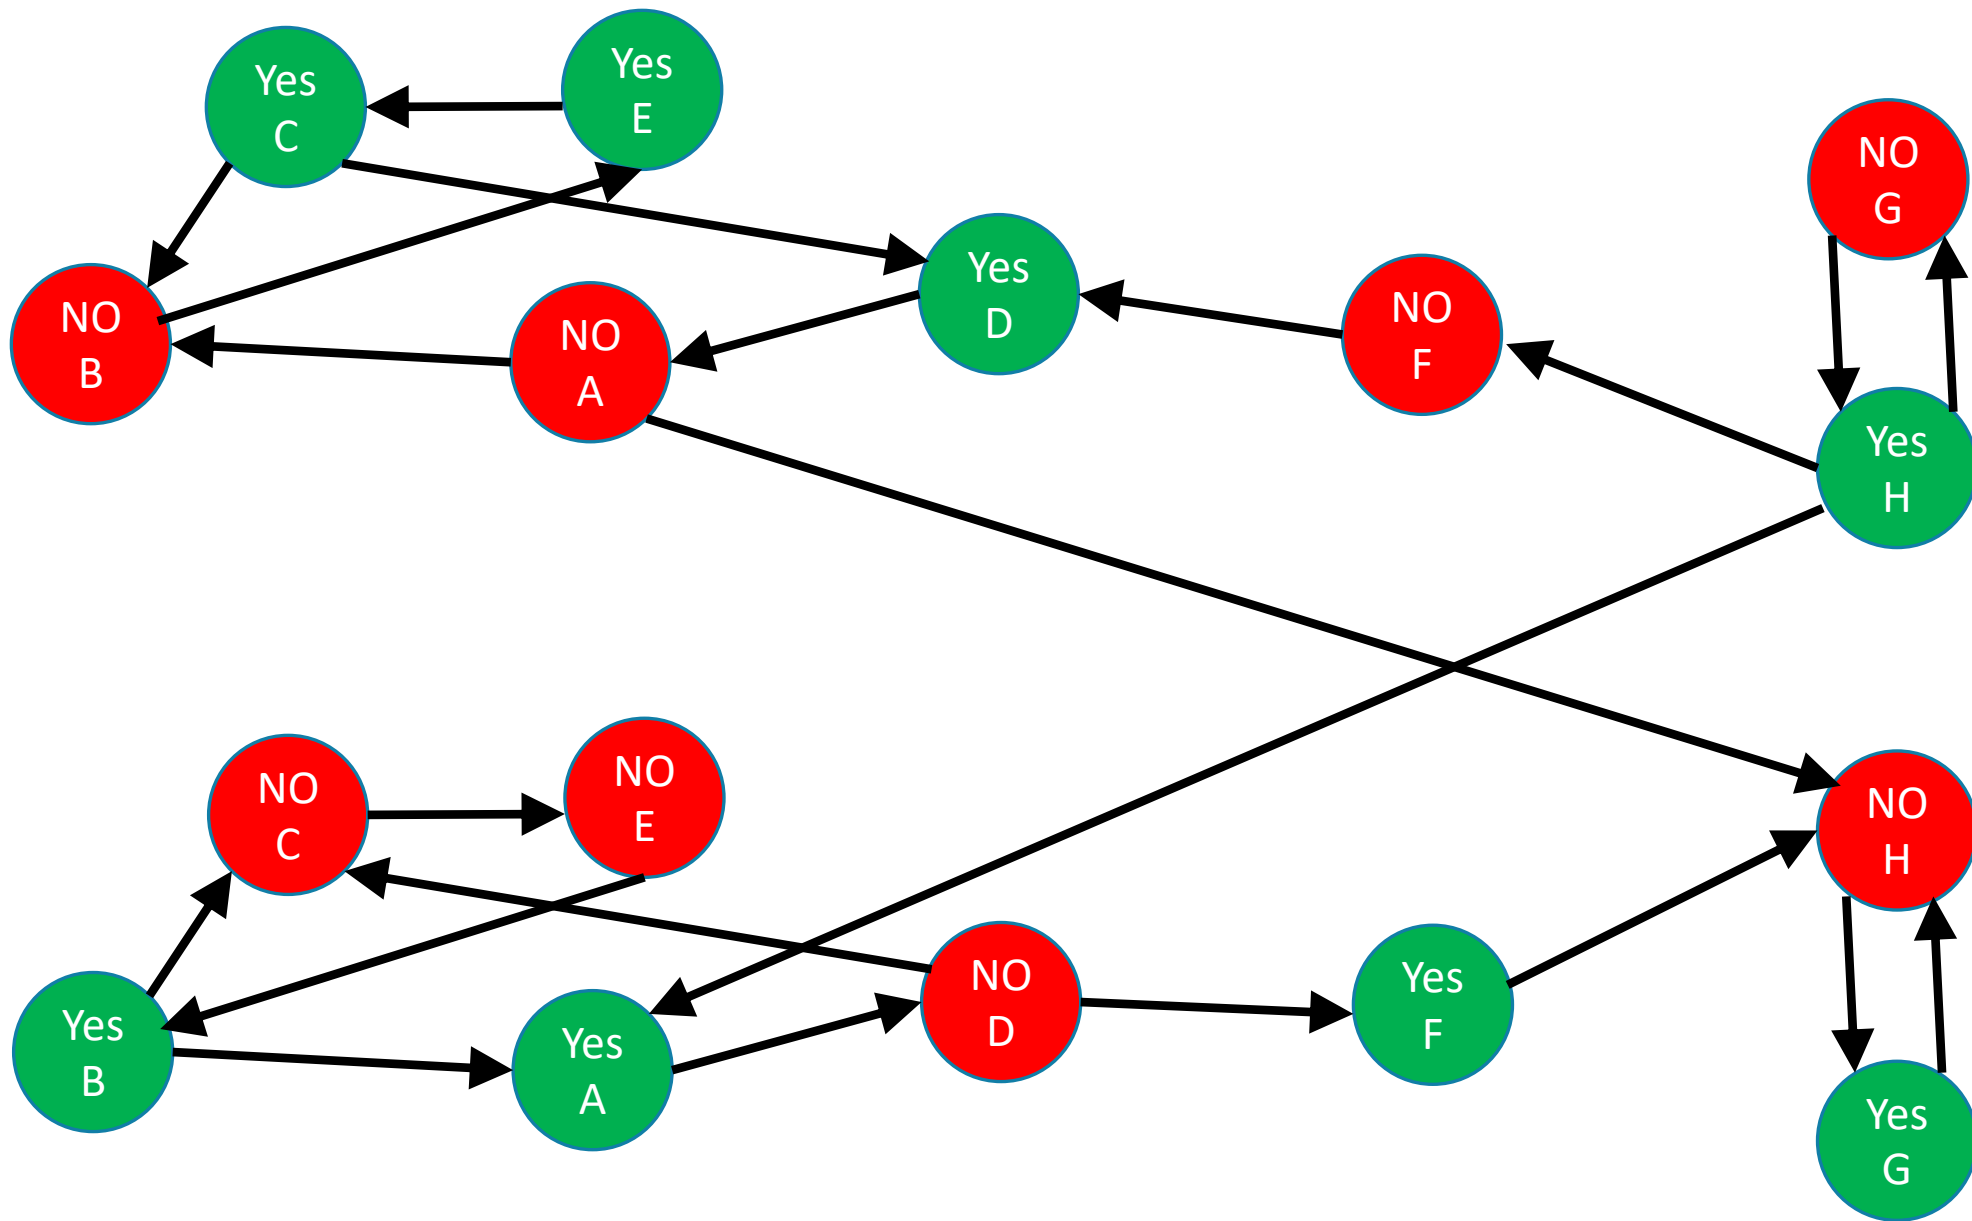 Yes
C
Yes
E
NO
G
Yes
D
NO
F
NO
B
NO
A
Yes
H
NO
C
NO
E
NO
H
NO
D
Yes
F
Yes
B
Yes
A
Yes
G